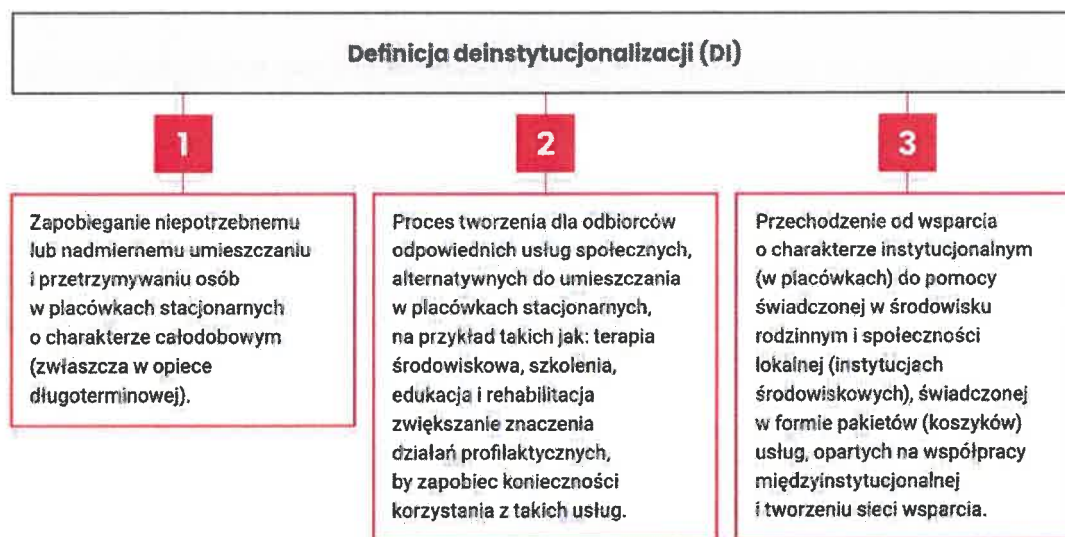 Definicja deinstytucjonalizacji (DI)
1
Zapobieganie niepotrzebnemu
lub nadmiernemu umieszczaniu
i przetrzymywaniu osób
w placówkach stacjonarnych
o charakterze całodobowym
(zwłaszcza w opiece
długoterminowej).
2
Proces tworzenia dla odbiorców
odpowiednich usług społecznych,
alternatywnych do umieszczania
w placówkach stacjonarnych,
na przykład takich jak: terapia
środowiskowa, szkolenia,
edukacja i rehabilitacja
zwiększanie znaczenia
działań profilaktycznych,
by zapobiec konieczności
korzystania z takich usług.
3
Przechodzenie od wsparcia
o charakterze instytucjonalnym
(w placówkach) do pomocy
świadczonej w środowisku
rodzinnym i społeczności
lokalnej (instytucjach
środowiskowych), świadczonej
w formie pakietów (koszyków)
usług, opartych na współpracy
międzyinstytucjonalnej
i tworzeniu sieci wsparcia.